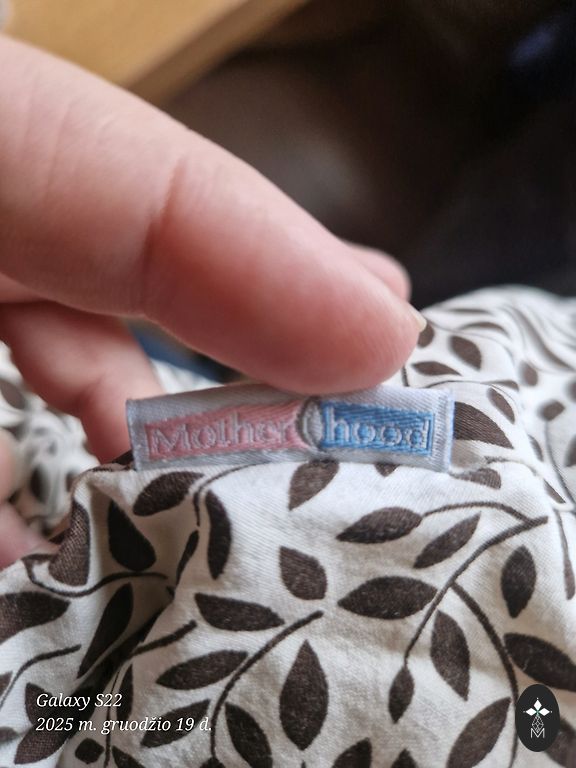 Mother hood
Galaxy S22
2025 m. gruodžio 19 d.
M